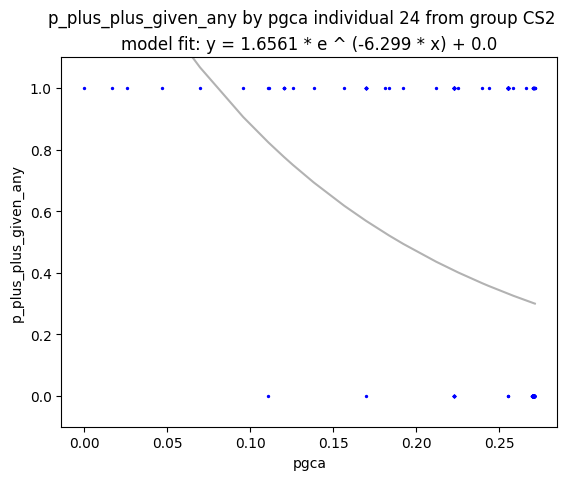 p_plus_plus_given_any by pgca individual 24 from group CS2
model fit: y = 1.6561 * e ^ (-6.299 * x) + 0.0
1.0
0.8
0.6
0.4
0.2
0.0
p_plus_plus_given_any
0.00 0.05 0.10 0.15 0.20 0.25
pgca